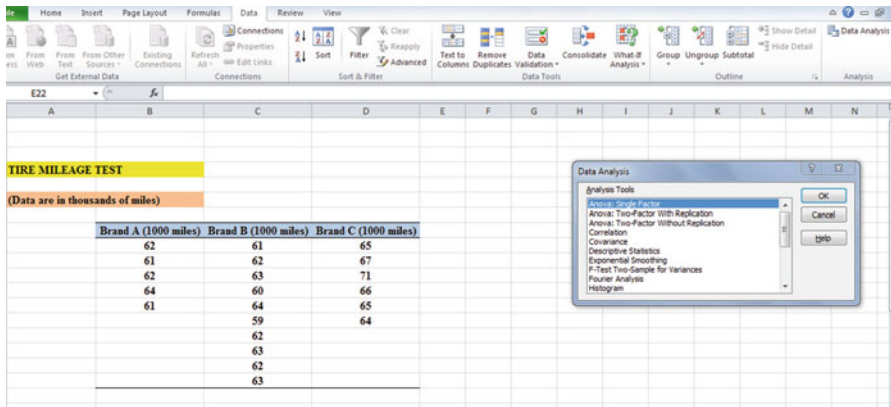 Home Insert Page Layout Formulas Data Review View
From Web
From Text
From Other Sources
Existing Connections
Refresh All
Connections
Properties
Edit Links
Sort
Filter
Clear
Reapply
Advanced
Text to Columns
Remove Duplicates
Data Validation
Consolidate
What-If Analysis
Group
Ungroup
Subtotal
Show Detail
Hide Detail
Data Analysis
Get External Data
Connections
Sort & Filter
Data Tools
Outline
Analysis
E22 fx
A B C D E F G H I J K L M N
TIRE MILEAGE TEST
(Data are in thousands of miles)
Brand A (1000 miles) Brand B (1000 miles) Brand C (1000 miles)
62 61 65
61 62 67
62 63 71
64 60 66
61 64 65
59 64
62
63
62
63
Data Analysis
Analysis Tools
Anova: Single Factor
Anova: Two-Factor With Replication
Anova: Two-Factor Without Replication
Correlation
Covariance
Descriptive Statistics
Exponential Smoothing
F-Test Two-Sample for Variances
Fourier Analysis
Histogram
OK
Cancel
Help